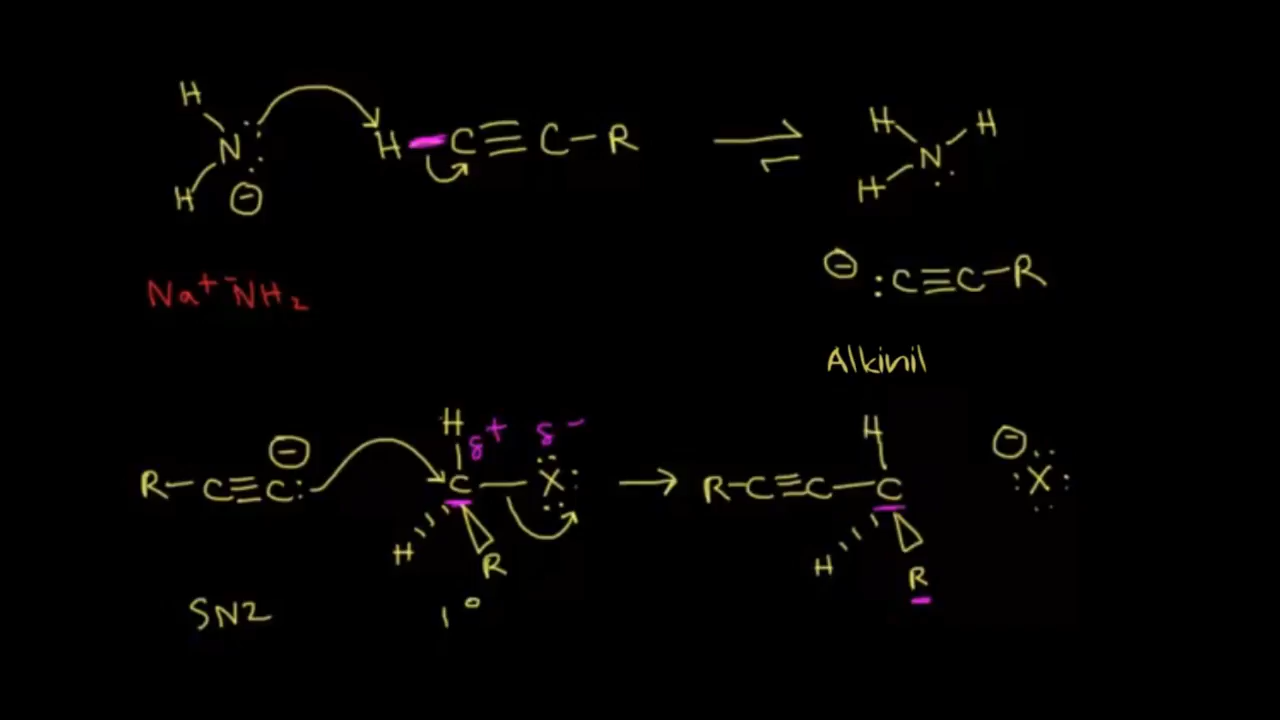 H
N: H−C≡C−R ⇌ H N H
H :⊖ H ..
Na⁺ ⁻NH₂
⊖ :C≡C−R
Alkinil
⊖ H δ+ δ− H ⊖
R−C≡C: C−X → R−C≡C−C :X:
H R H R
SN2 1°